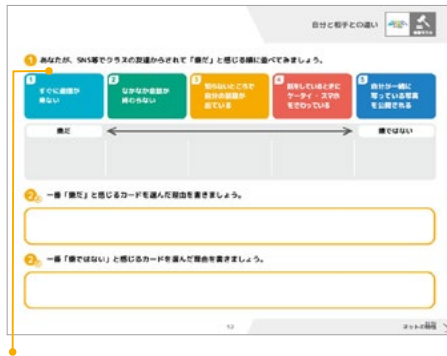 自分と相手との違い
1 あなたが、SNS等でクラスの友達からされて「嫌だ」と感じる順に並べてみましょう。
1
すぐに返信が
来ない
2
なかなか会話が
終わらない
3
知らないところで
自分の話題が
出ている
4
話をしているときに
ケータイ・スマホ
をさわっている
5
自分が一緒に
写っている写真
を公開される
嫌だ
嫌ではない
2 一番「嫌だ」と感じるカードを選んだ理由を書きましょう。
一番「嫌ではない」と感じるカードを選んだ理由を書きましょう。